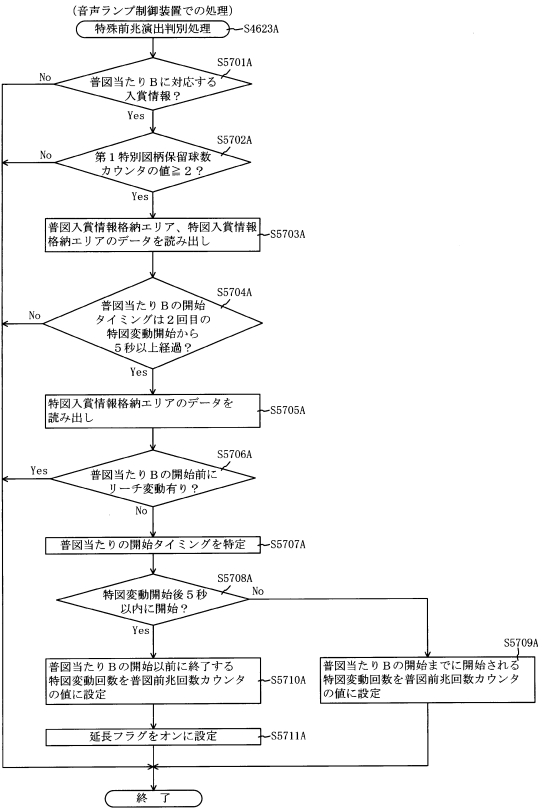 (音声ランプ制御装置での処理)
特殊前兆演出判別処理
S4623A
S5701A
普図当たりBに対応する
入賞情報？
No
Yes
S5702A
第1特別図柄保留球数
カウンタの値≧2？
No
Yes
普図入賞情報格納エリア、特図入賞情報
格納エリアのデータを読み出し
S5703A
S5704A
普図当たりBの開始
タイミングは2回目の
特図変動開始から
5秒以上経過？
No
Yes
特図入賞情報格納エリアのデータを
読み出し
S5705A
S5706A
普図当たりBの開始前に
リーチ変動有り？
Yes
No
普図当たりの開始タイミングを特定
S5707A
S5708A
特図変動開始後5秒
以内に開始？
No
Yes
S5709A
普図当たりBの開始以前に終了する
特図変動回数を普図前兆回数カウンタ
の値に設定
S5710A
普図当たりBの開始までに開始される
特図変動回数を普図前兆回数カウンタ
の値に設定
延長フラグをオンに設定
S5711A
終 了